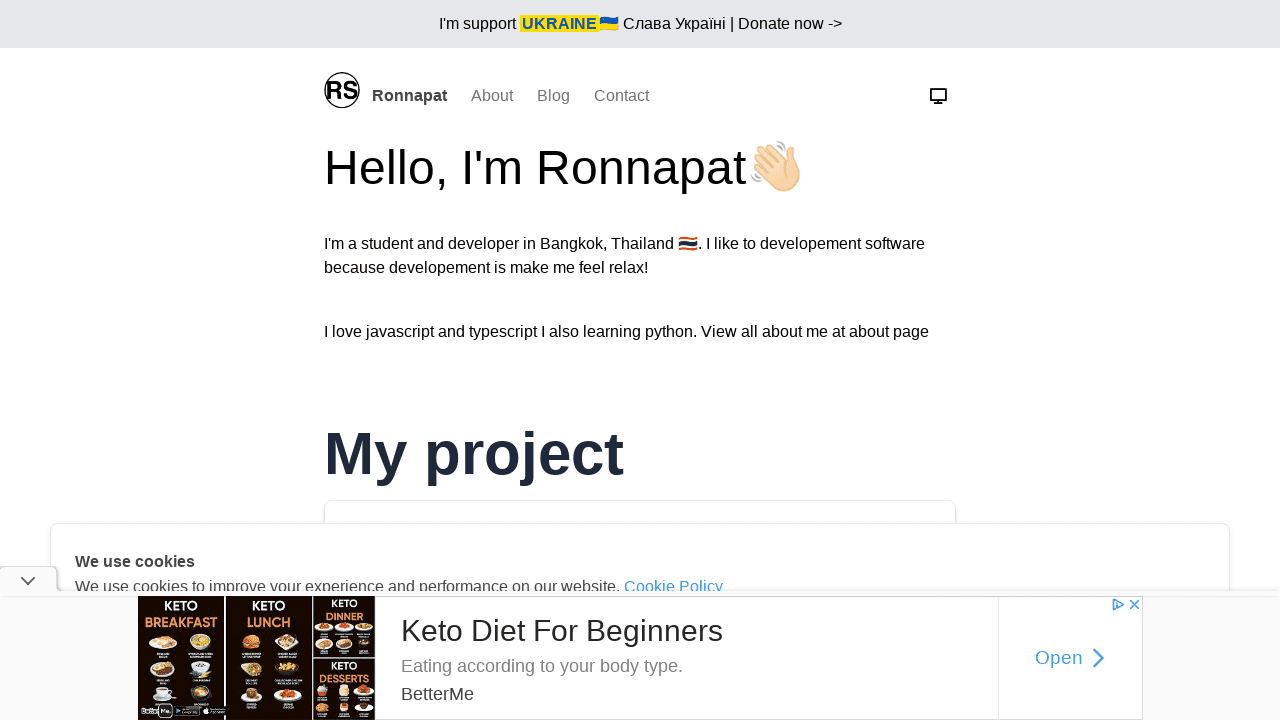 I'm support UKRAINE🇺🇦 Слава Україні | Donate now ->
RS Ronnapat About Blog Contact
Hello, I'm Ronnapat👋🏻
I'm a student and developer in Bangkok, Thailand 🇹🇭. I like to developement software
because developement is make me feel relax!
I love javascript and typescript I also learning python. View all about me at about page
My project
We use cookies
We use cookies to improve your experience and performance on our website. Cookie Policy
KETO
BREAKFAST
KETO
LUNCH
KETO
DINNER
KETO
DESSERTS
BetterMe.
Keto Diet For Beginners
Eating according to your body type.
BetterMe
Open